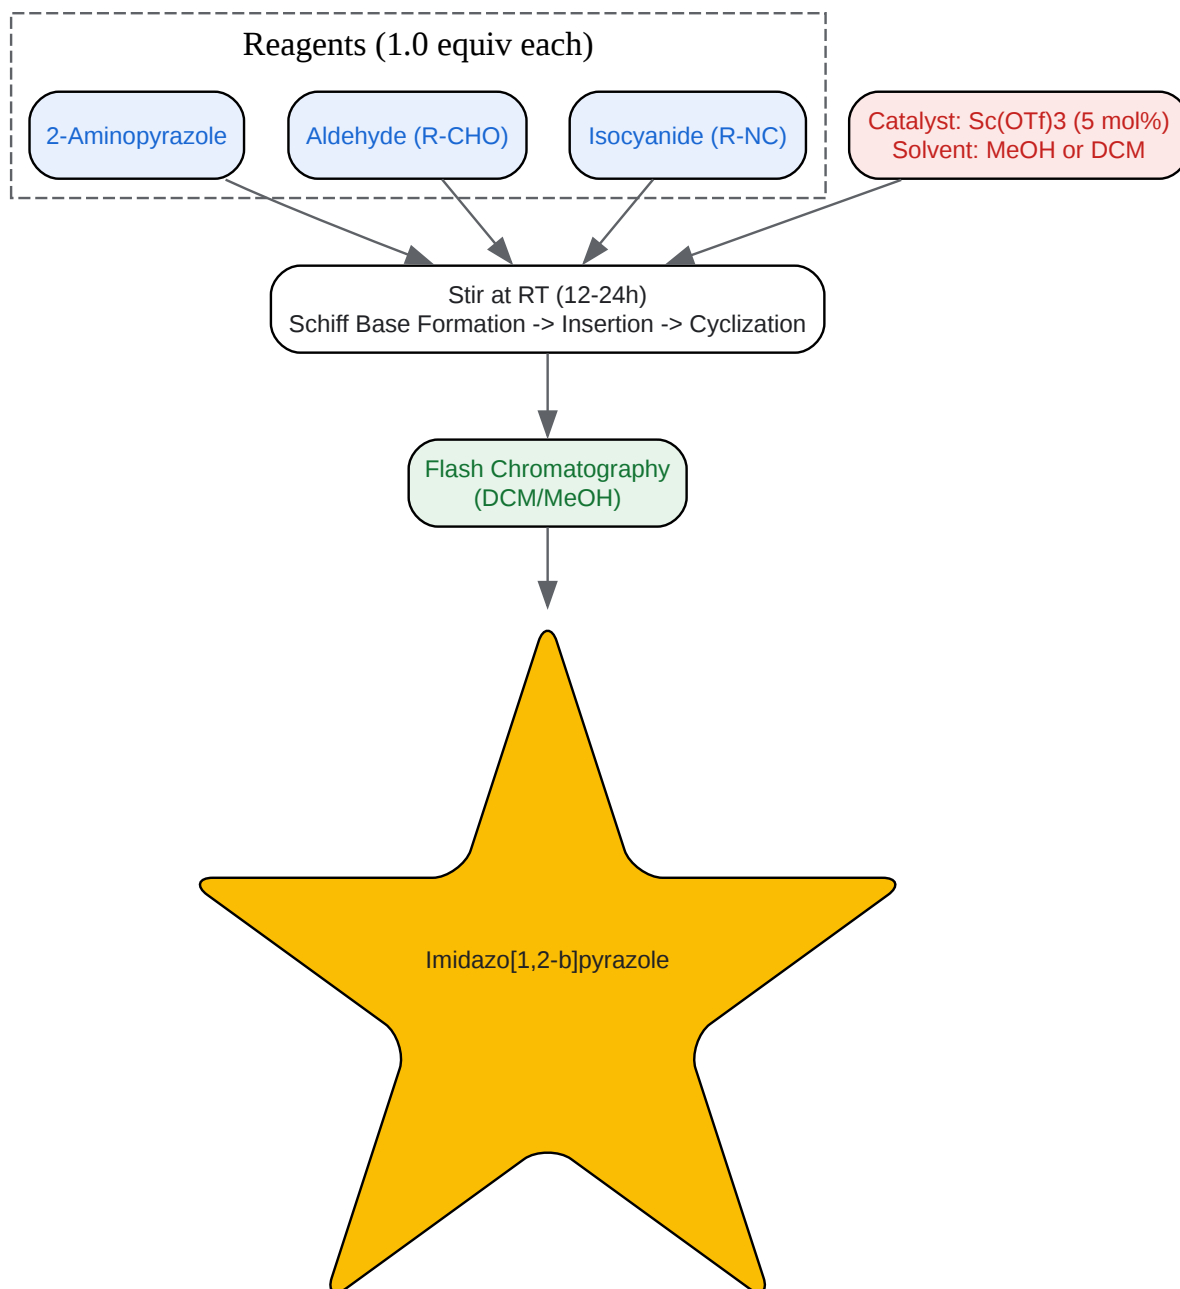 Reagents (1.0 equiv each)
2-Aminopyrazole
Aldehyde (R-CHO)
Isocyanide (R-NC)
Catalyst: Sc(OTf)3 (5 mol%)
Solvent: MeOH or DCM
Stir at RT (12-24h)
Schiff Base Formation -> Insertion -> Cyclization
Flash Chromatography
(DCM/MeOH)
Imidazo[1,2-b]pyrazole